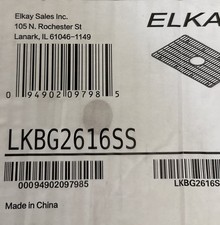 Elkay Sales Inc.
105 N. Rochester St
Lanark, IL 61046-1149
ELKA
0 94902 09798 5
LKBG2616SS
00094902097985
LKBG2616S
Made in China